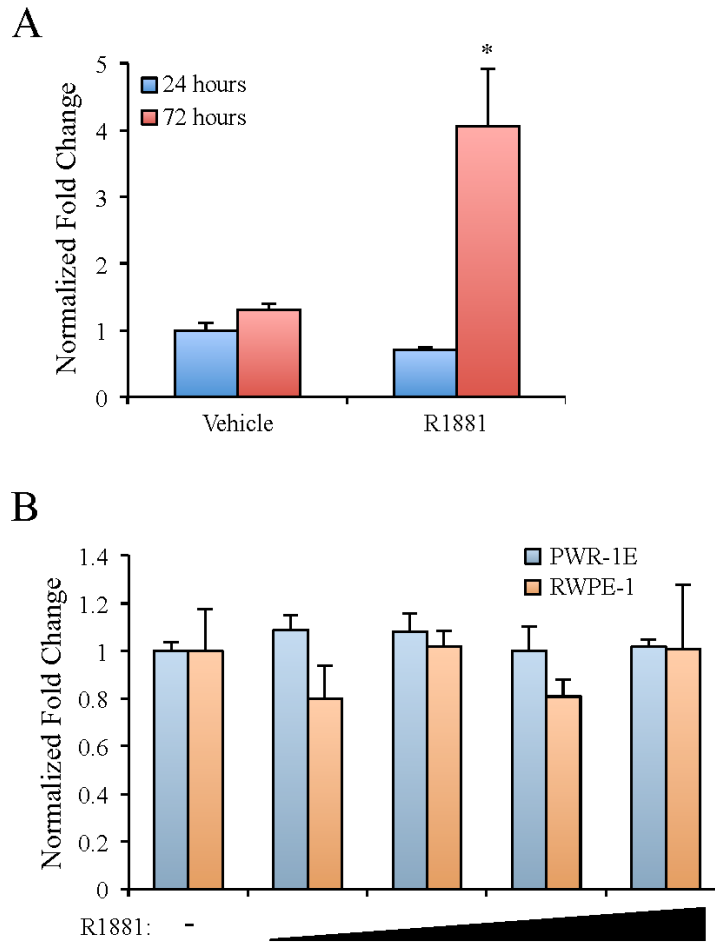 A
Normalized Fold Change
5
4
3
2
1
0
24 hours
72 hours
*
Vehicle
R1881
B
Normalized Fold Change
1.4
1.2
1
0.8
0.6
0.4
0.2
0
PWR-1E
RWPE-1
R1881: -